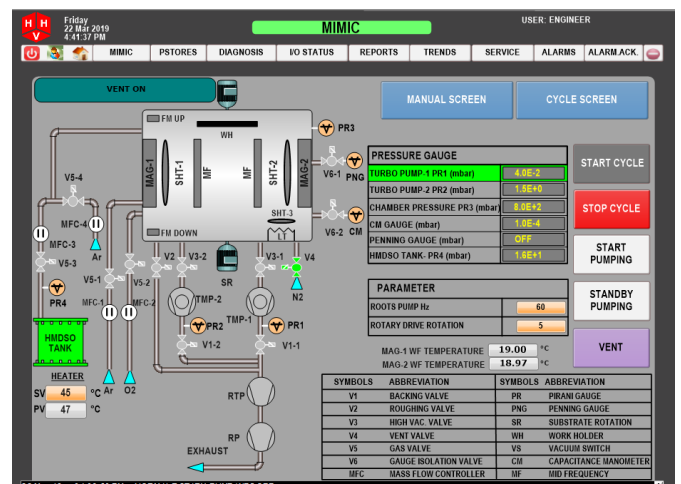 H H V
Friday
22 Mar 2019
4:41:37 PM
MIMIC
USER: ENGINEER
MIMIC PSTORES DIAGNOSIS I/O STATUS REPORTS TRENDS SERVICE ALARMS ALARM.ACK.
VENT ON
MANUAL SCREEN
CYCLE SCREEN
FM UP
WH
PR3
MAG-1
SHT-1
MF
MF
SHT-2
MAG-2
V6-1
PNG
SHT-3
LT
V6-2
CM
FM DOWN
V5-4
MFC-4
MFC-3
Ar
V5-3
V5-1
V5-2
V2
V3-2
SR
V3-1
V4
N2
PR4
MFC-1
MFC-2
TMP-2
TMP-1
PR2
PR1
V1-2
V1-1
HMDSO
TANK
HEATER
SV 45 °C
PV 47 °C
Ar
O2
RTP
RP
EXHAUST
PRESSURE GAUGE
TURBO PUMP-1 PR1 (mbar) 4.0E-2
TURBO PUMP-2 PR2 (mbar) 1.5E+0
CHAMBER PRESSURE PR3 (mbar) 8.0E+2
CM GAUGE (mbar) 1.0E-4
PENNING GAUGE (mbar) OFF
HMDSO TANK- PR4 (mbar) 1.6E+1
START CYCLE
STOP CYCLE
START
PUMPING
STANDBY
PUMPING
VENT
PARAMETER
ROOTS PUMP Hz 60
ROTARY DRIVE ROTATION 5
MAG-1 WF TEMPERATURE 19.00 °C
MAG-2 WF TEMPERATURE 18.97 °C
SYMBOLS ABBREVIATION SYMBOLS ABBREVIATION
V1 BACKING VALVE PR PIRANI GAUGE
V2 ROUGHING VALVE PNG PENNING GAUGE
V3 HIGH VAC. VALVE SR SUBSTRATE ROTATION
V4 VENT VALVE WH WORK HOLDER
V5 GAS VALVE VS VACUUM SWITCH
V6 GAUGE ISOLATION VALVE CM CAPACITANCE MANOMETER
MFC MASS FLOW CONTROLLER MF MID FREQUENCY